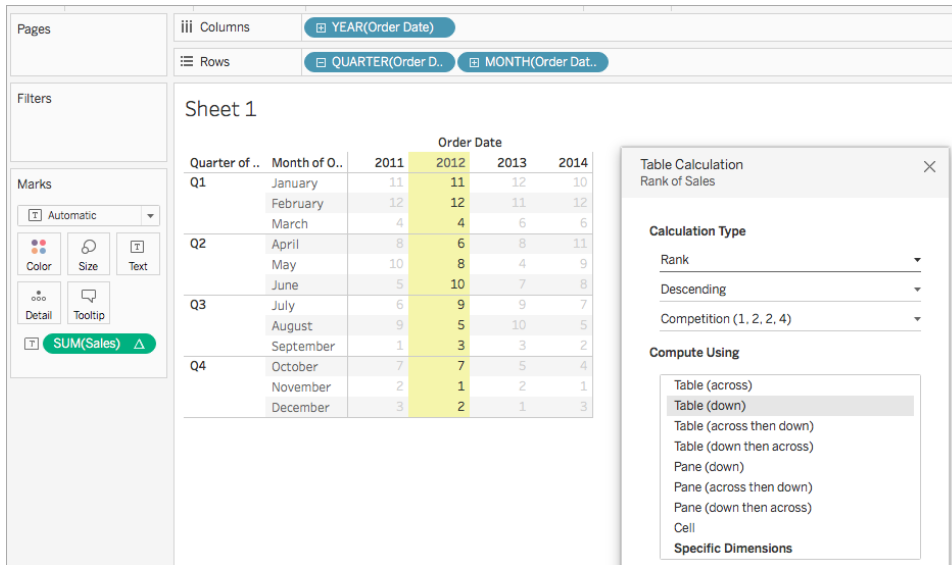 Pages
Columns
YEAR(Order Date)
Rows
QUARTER(Order D..
MONTH(Order Dat..
Filters
Marks
Automatic
Color
Size
Text
Detail
Tooltip
SUM(Sales)
Sheet 1
Order Date
Quarter of .. Month of O.. 2011 2012 2013 2014
Q1 January 11 11 12 10
February 12 12 11 12
March 4 4 6 6
Q2 April 8 6 8 11
May 10 8 4 9
June 5 10 7 8
Q3 July 6 9 9 7
August 9 5 10 5
September 1 3 3 2
Q4 October 7 7 5 4
November 2 1 2 1
December 3 2 1 3
Table Calculation
Rank of Sales
Calculation Type
Rank
Descending
Competition (1, 2, 2, 4)
Compute Using
Table (across)
Table (down)
Table (across then down)
Table (down then across)
Pane (down)
Pane (across then down)
Pane (down then across)
Cell
Specific Dimensions